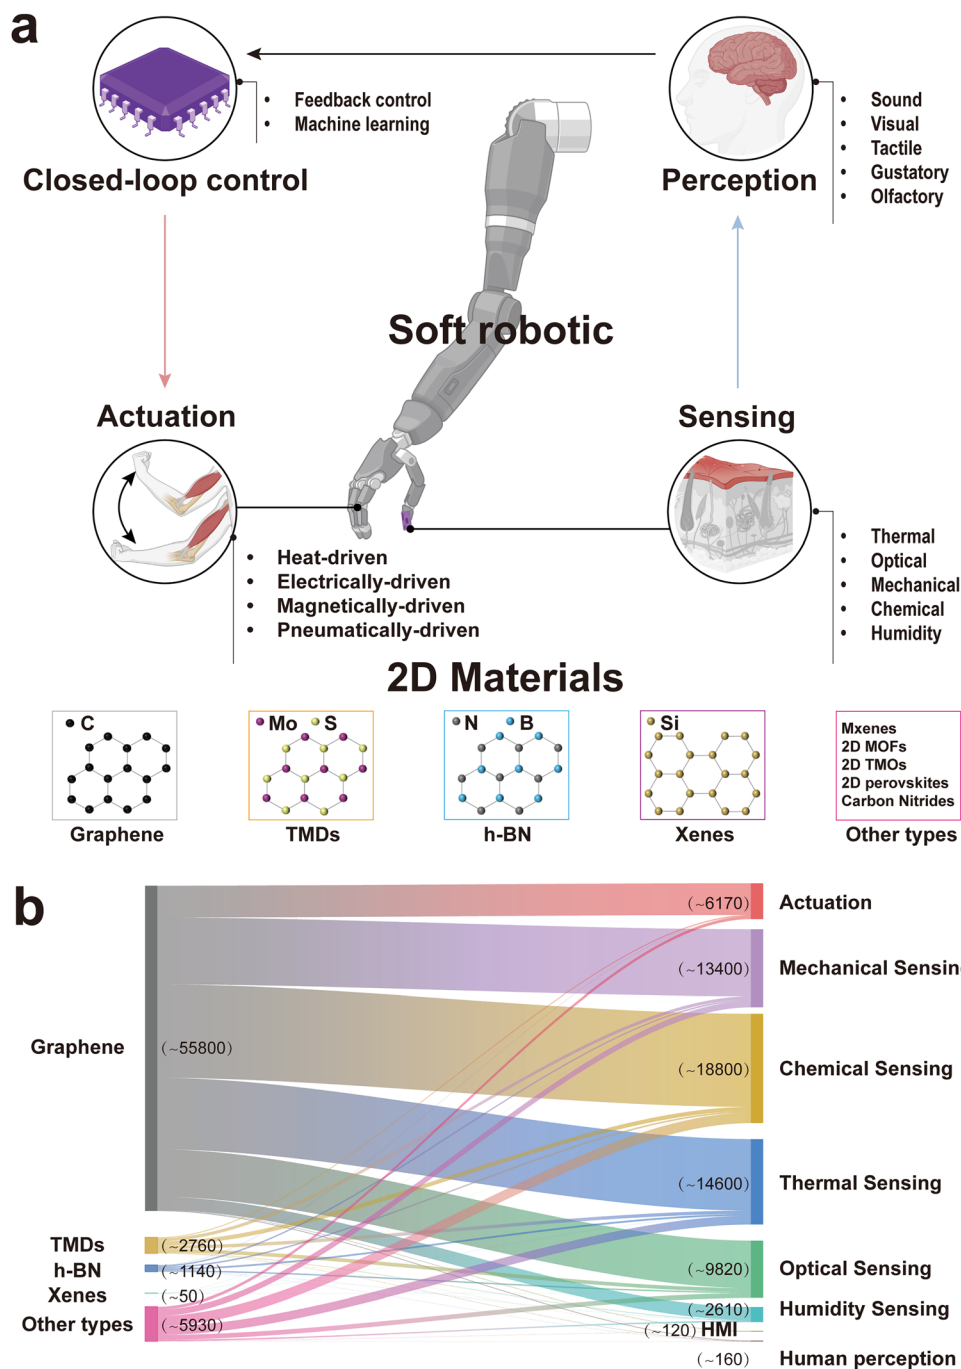 a
• Feedback control
• Machine learning
Closed-loop control
Perception
• Sound
• Visual
• Tactile
• Gustatory
• Olfactory
Soft robotic
Actuation
Sensing
• Heat-driven
• Electrically-driven
• Magnetically-driven
• Pneumatically-driven
• Thermal
• Optical
• Mechanical
• Chemical
• Humidity
2D Materials
C
Mo S
N B
Si
Mxenes
2D MOFs
2D TMOs
2D perovskites
Carbon Nitrides
Graphene
TMDs
h-BN
Xenes
Other types
b
Graphene
(~55800)
TMDs
(~2760)
h-BN
(~1140)
Xenes
(~50)
Other types
(~5930)
(~6170)
Actuation
(~13400)
Mechanical Sensin
(~18800)
Chemical Sensing
(~14600)
Thermal Sensing
(~9820)
Optical Sensing
(~2610)
Humidity Sensing
(~120) HMI
(~160)
Human perception